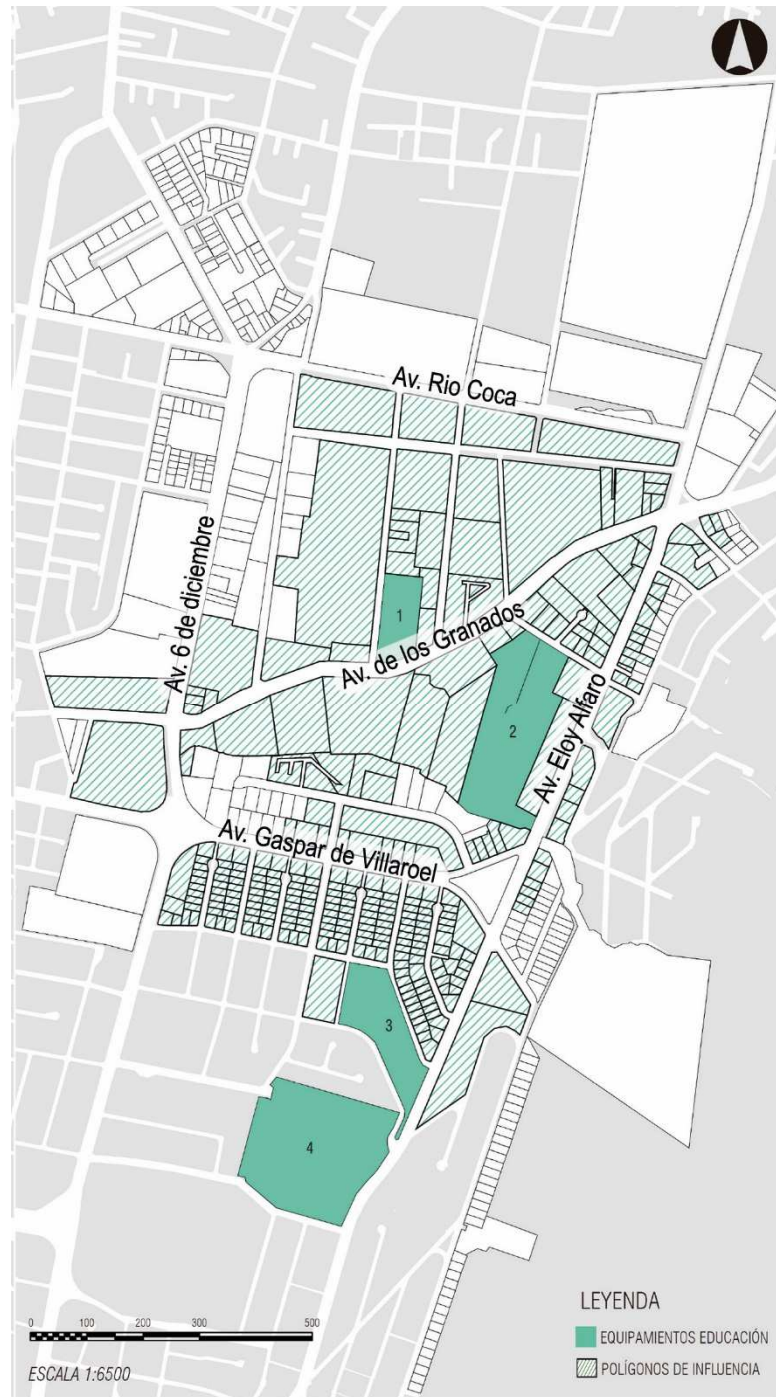 Av. Rio Coca
Av. 6 de diciembre
1
Av. de los Granados
2
Av. Eloy Alfaro
Av. Gaspar de Villaroel
3
4
LEYENDA
EQUIPAMIENTOS EDUCACIÓN
POLÍGONOS DE INFLUENCIA
0 100 200 300 500
ESCALA 1:6500